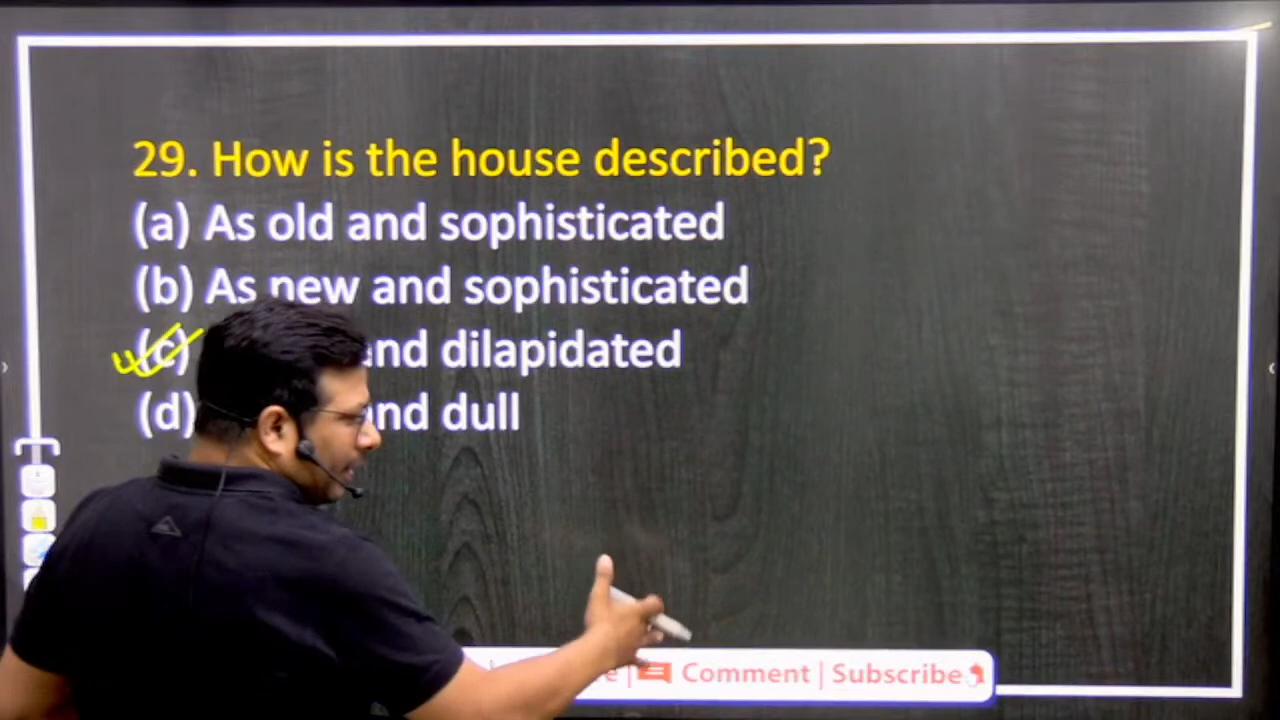 29. How is the house described?
(a) As old and sophisticated
(b) As new and sophisticated
(c) and dilapidated
(d) and dull
Comment | Subscribe